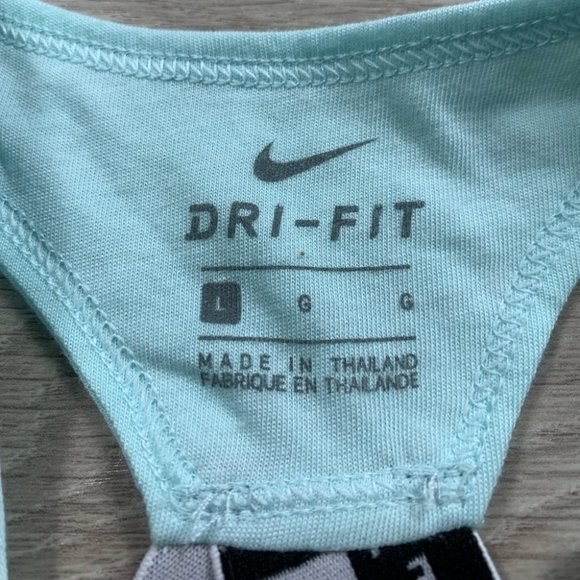 DRI-FIT
L G G
MADE IN THAILAND
FABRIQUE EN THAILANDE